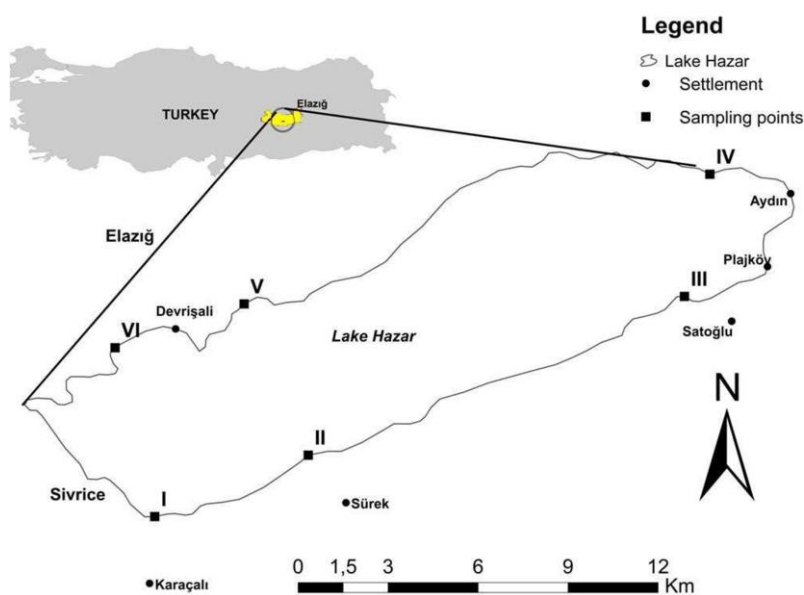 Legend
Lake Hazar
Settlement
Sampling points
TURKEY
Elazığ
IV
Aydın
Elazığ
Plajköy
III
V
Devrişali
Satoğlu
VI
Lake Hazar
N
II
Sivrice
I
Sürek
0 1,5 3 6 9 12
Km
Karaçalı